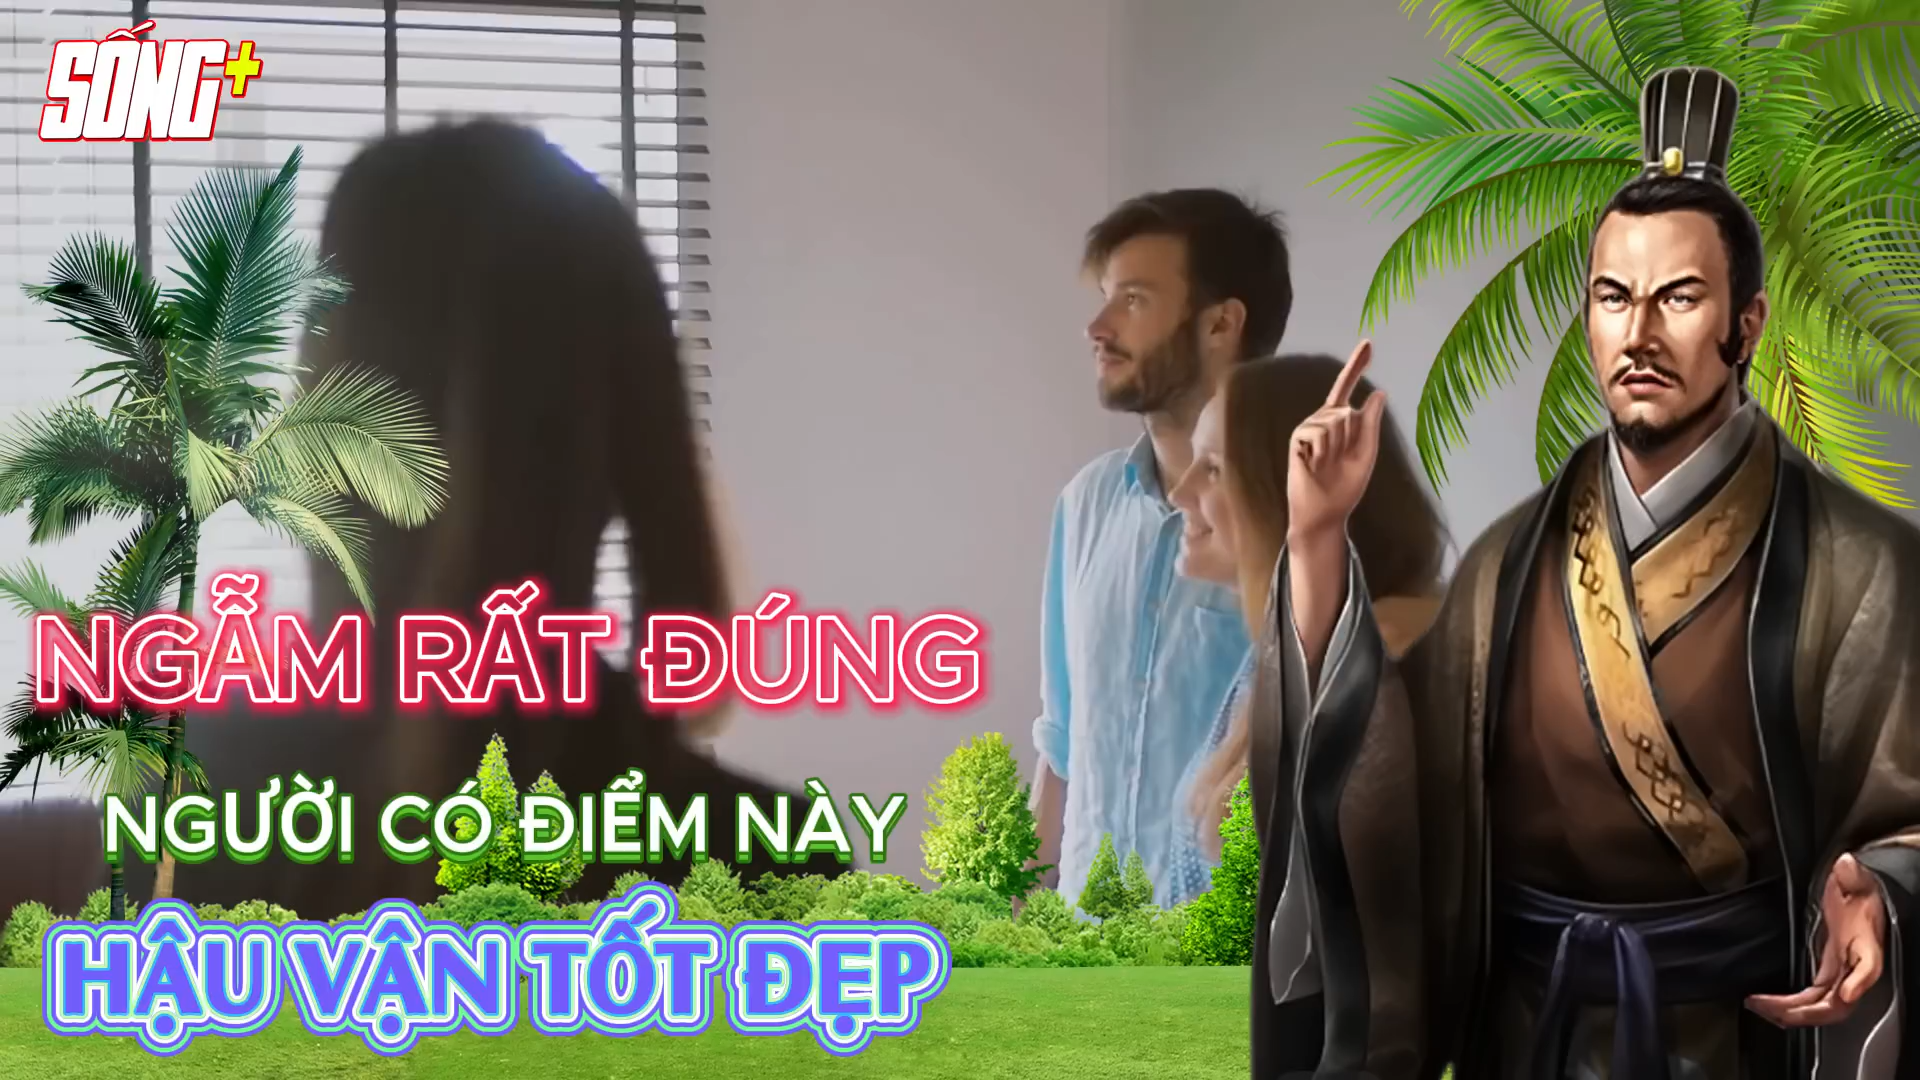 SỐNG+
NGẪM RẤT ĐÚNG
NGƯỜI CÓ ĐIỂM NÀY
HẬU VẬN TỐT ĐẸP